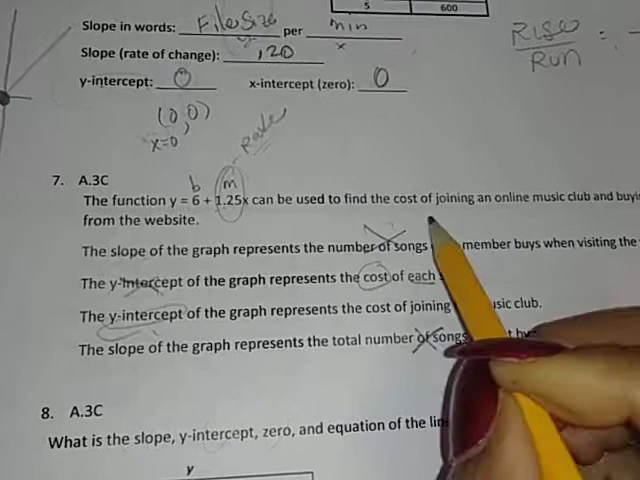 5 600
Slope in words: File Size per min
x
Slope (rate of change): ,120
y-intercept: 0 x-intercept (zero): 0
Rise
Run = -
(0,0)
x=0
Rate
7. A.3C
b m
The function y = 6 + 1.25x can be used to find the cost of joining an online music club and
from the website.
The slope of the graph represents the number of songs member buys when visiting the
The y-intercept of the graph represents the cost of each
The y-intercept of the graph represents the cost of joining music club.
The slope of the graph represents the total number of songs
8. A.3C
What is the slope, y-intercept, zero, and equation of the
y